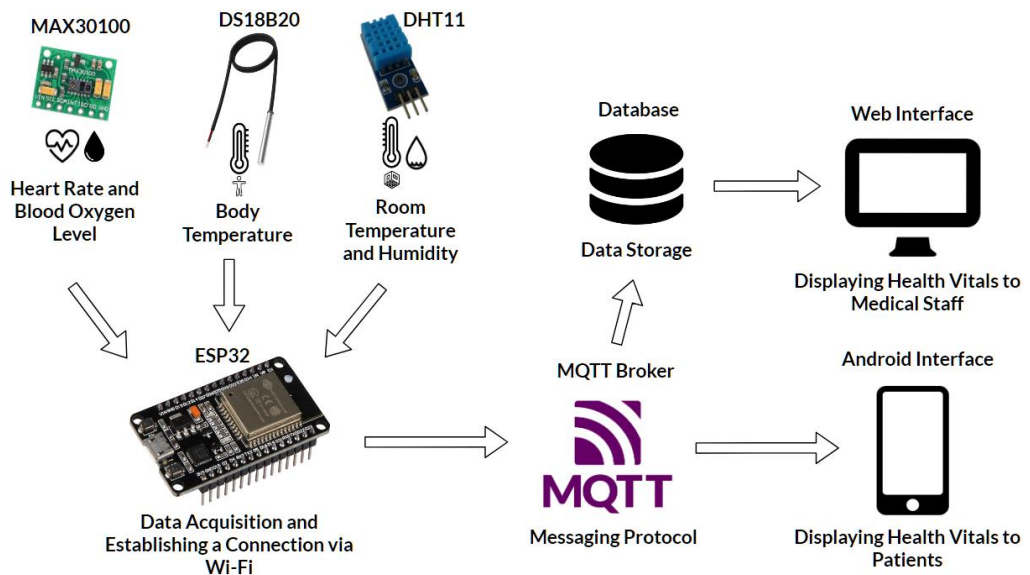 MAX30100
DS18B20
DHT11
Heart Rate and
Blood Oxygen
Level
Body
Temperature
Room
Temperature
and Humidity
ESP32
Data Acquisition and
Establishing a Connection via
Wi-Fi
MQTT Broker
MQTT
Messaging Protocol
Database
Data Storage
Web Interface
Displaying Health Vitals to
Medical Staff
Android Interface
Displaying Health Vitals to
Patients